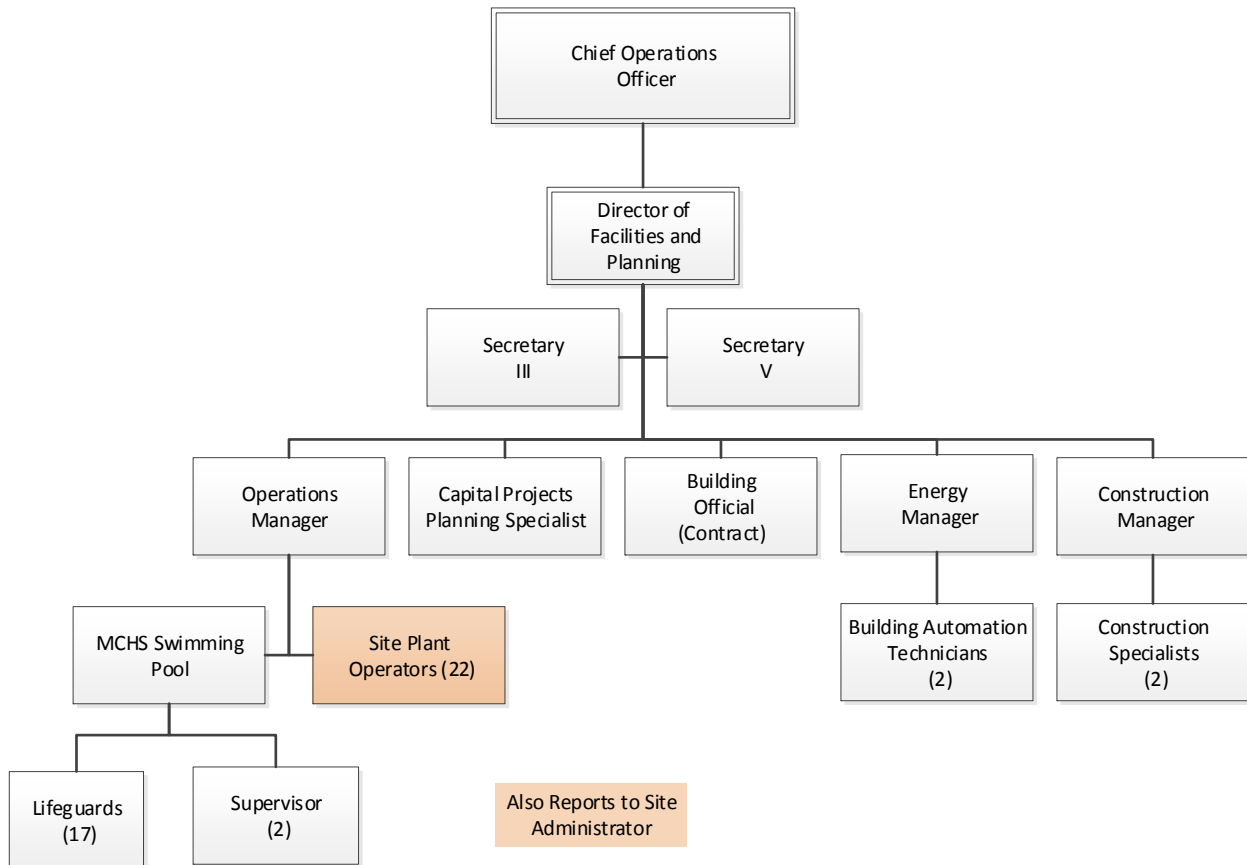 Chief Operations
Officer
Director of
Facilities and
Planning
Secretary
III
Secretary
V
Operations
Manager
Capital Projects
Planning Specialist
Building
Official
(Contract)
Energy
Manager
Construction
Manager
MCHS Swimming
Pool
Site Plant
Operators (22)
Building Automation
Technicians
(2)
Construction
Specialists
(2)
Lifeguards
(17)
Supervisor
(2)
Also Reports to Site
Administrator